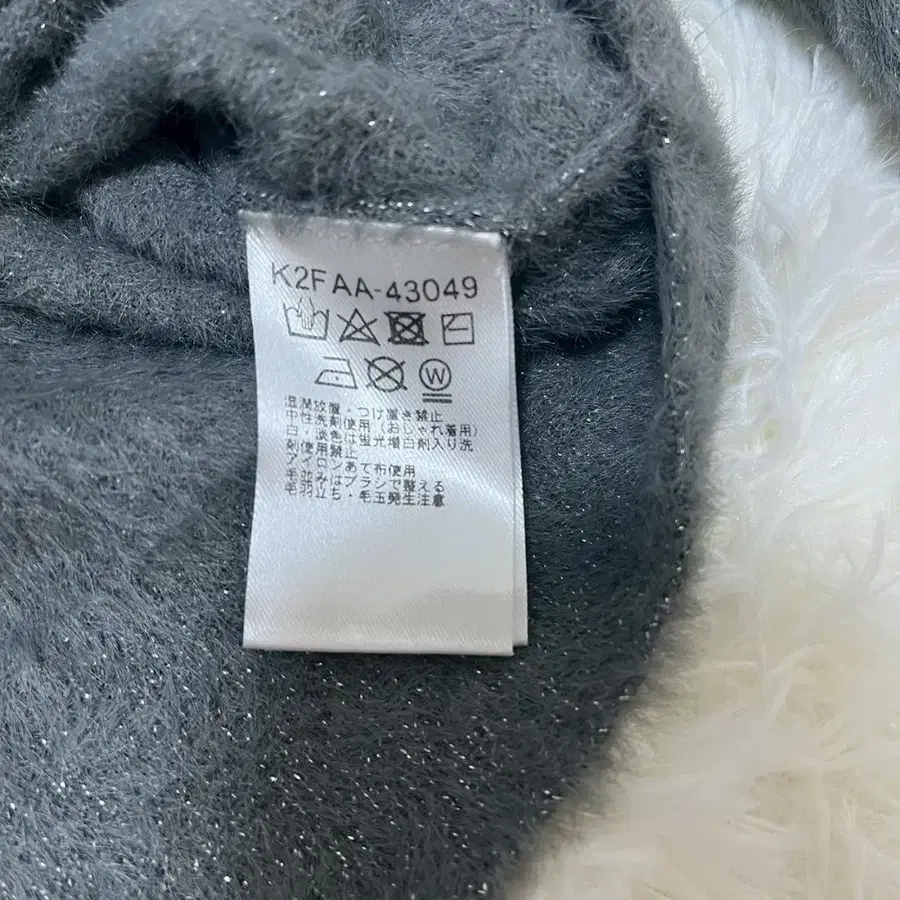 K2FAA-43049
W
湿潤放置・つけ置き禁止
中性洗剤使用（おしゃれ着用）
白・淡色は蛍光増白剤入り洗
剤使用禁止
アイロンあて布使用
毛並みはブラシで整える
毛羽立ち・毛玉発生注意